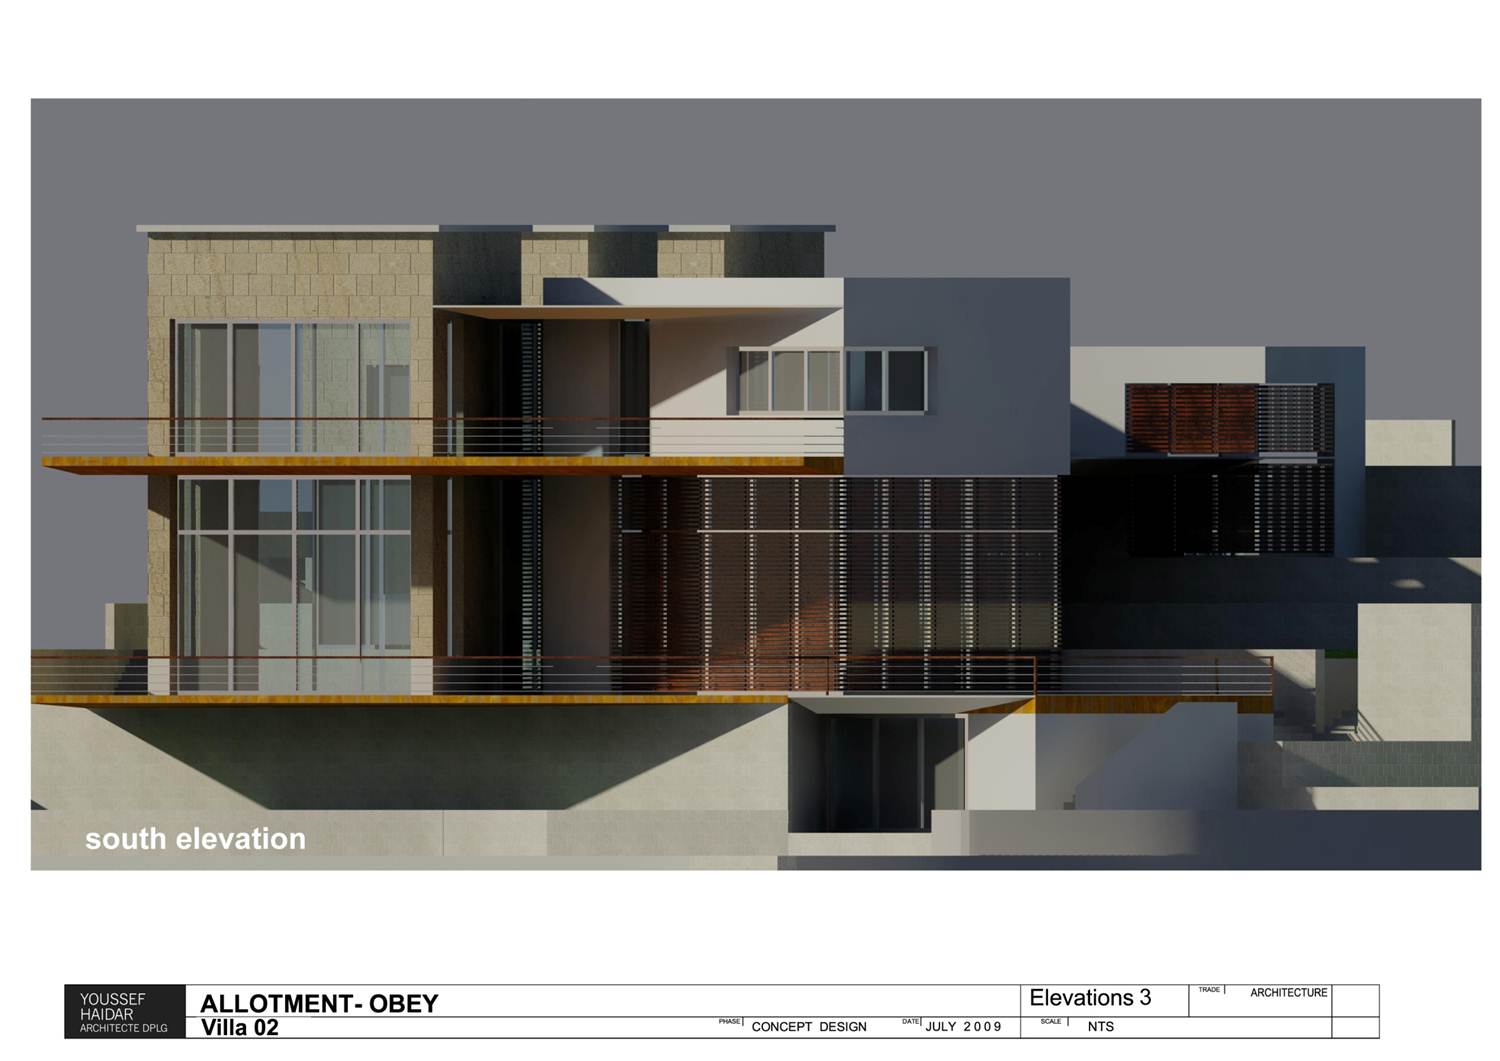 south elevation
YOUSSEF
HAIDAR
ARCHITECTE DPLG
ALLOTMENT- OBEY
Villa 02
PHASE CONCEPT DESIGN
DATE JULY 2009
Elevations 3
SCALE NTS
TRADE ARCHITECTURE